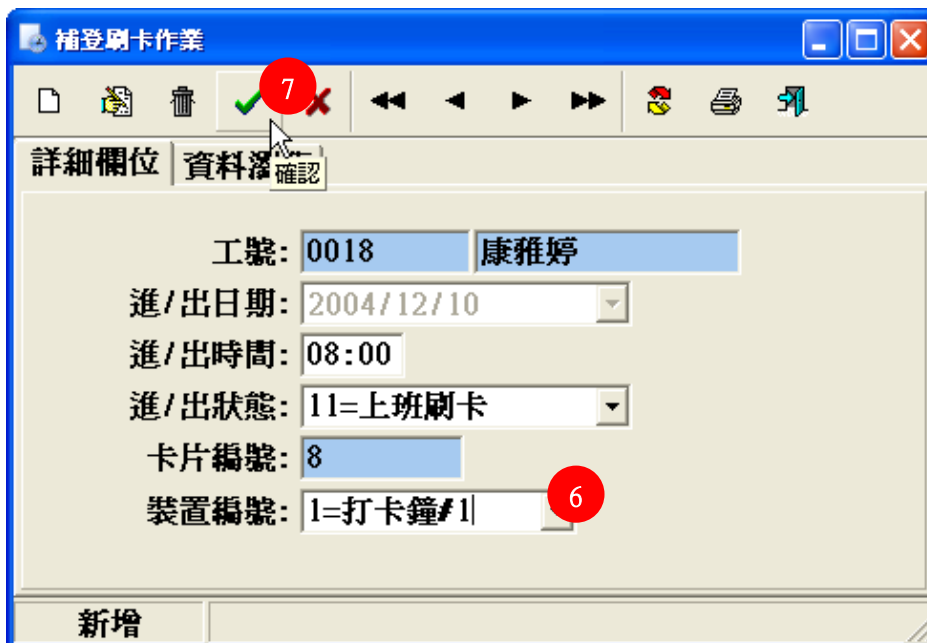 補登刷卡作業
7
詳細欄位 資料瀏
確認
工號: 0018 康雅婷
進/出日期: 2004/12/10
進/出時間: 08:00
進/出狀態: 11=上班刷卡
卡片編號: 8
裝置編號: 1=打卡鐘#1
6
新增